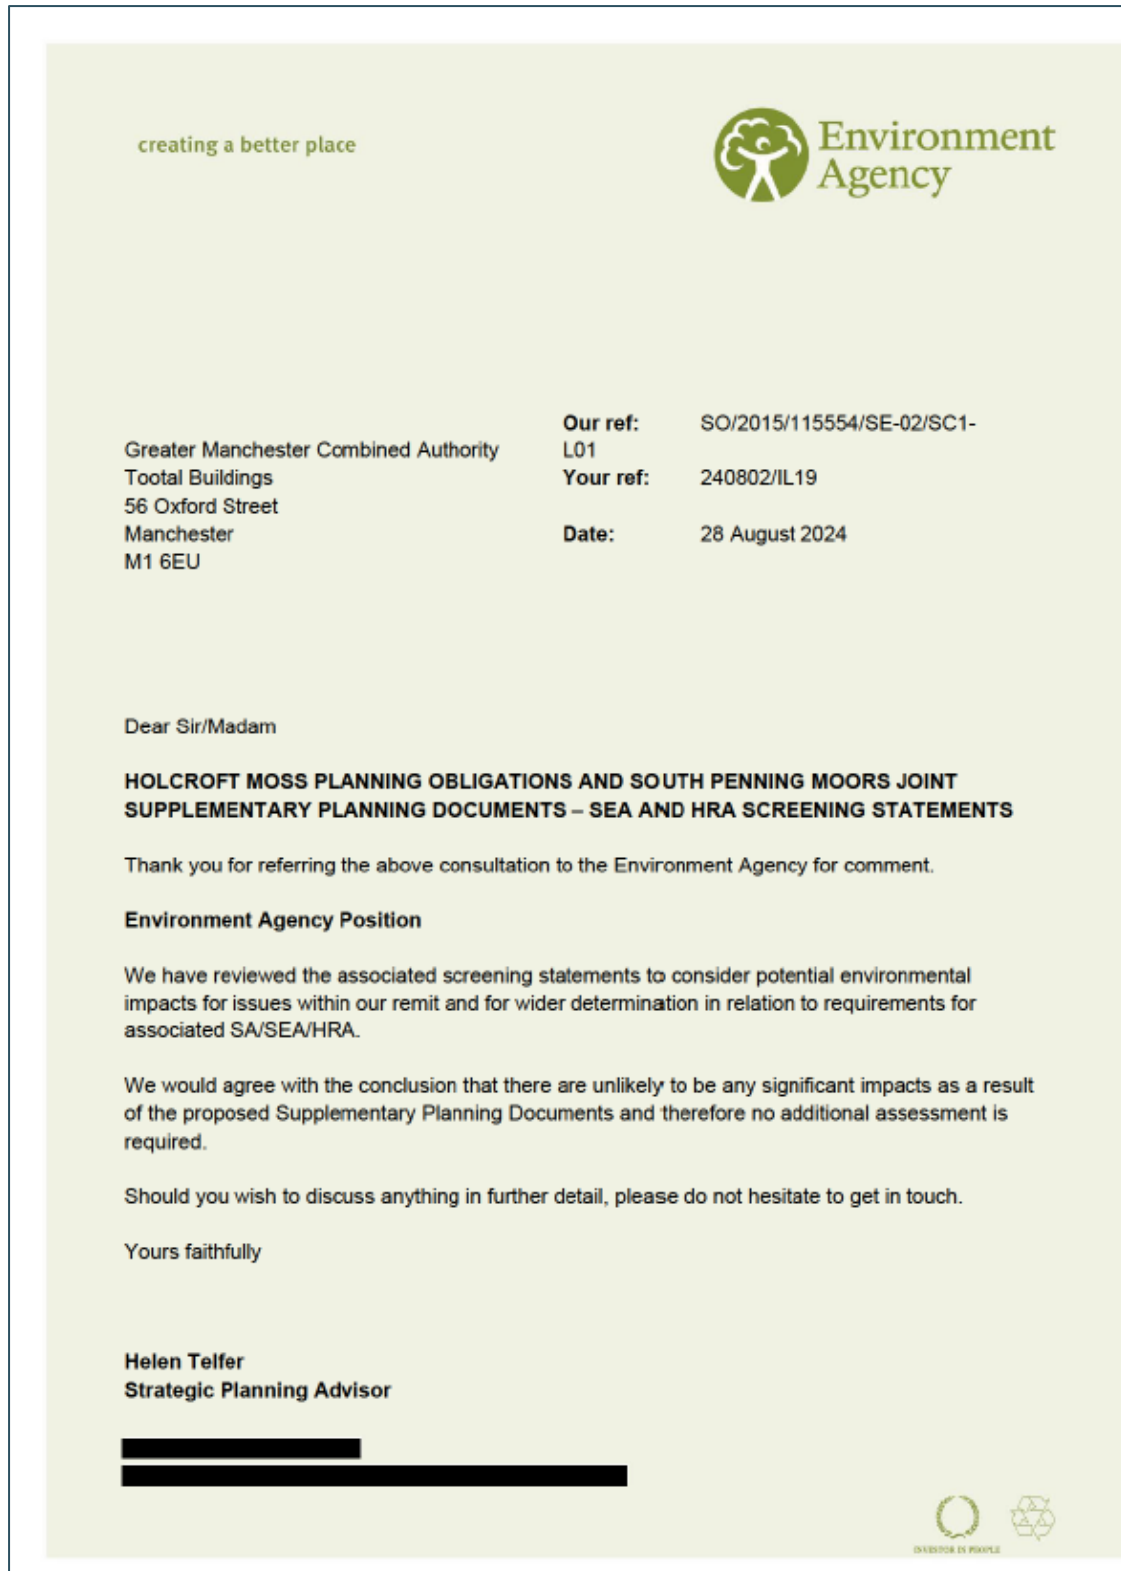 creating a better place
Environment
Agency
Greater Manchester Combined Authority
Tootal Buildings
56 Oxford Street
Manchester
M1 6EU
Our ref: SO/2015/115554/SE-02/SC1-
L01
Your ref: 240802/IL19
Date: 28 August 2024
Dear Sir/Madam
HOLCROFT MOSS PLANNING OBLIGATIONS AND SOUTH PENNING MOORS JOINT
SUPPLEMENTARY PLANNING DOCUMENTS – SEA AND HRA SCREENING STATEMENTS
Thank you for referring the above consultation to the Environment Agency for comment.
Environment Agency Position
We have reviewed the associated screening statements to consider potential environmental
impacts for issues within our remit and for wider determination in relation to requirements for
associated SA/SEA/HRA.
We would agree with the conclusion that there are unlikely to be any significant impacts as a result
of the proposed Supplementary Planning Documents and therefore no additional assessment is
required.
Should you wish to discuss anything in further detail, please do not hesitate to get in touch.
Yours faithfully
Helen Telfer
Strategic Planning Advisor
INVESTOR IN PEOPLE